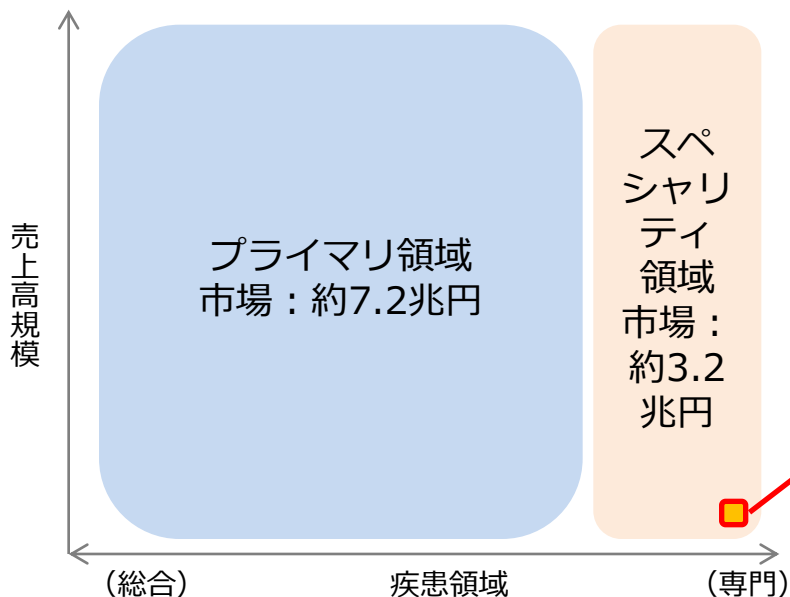 売上高規模
プライマリ領域
市場：約7.2兆円
スペ
シャリ
ティ
領域
市場：
約3.2
兆円
（総合）
疾患領域
（専門）